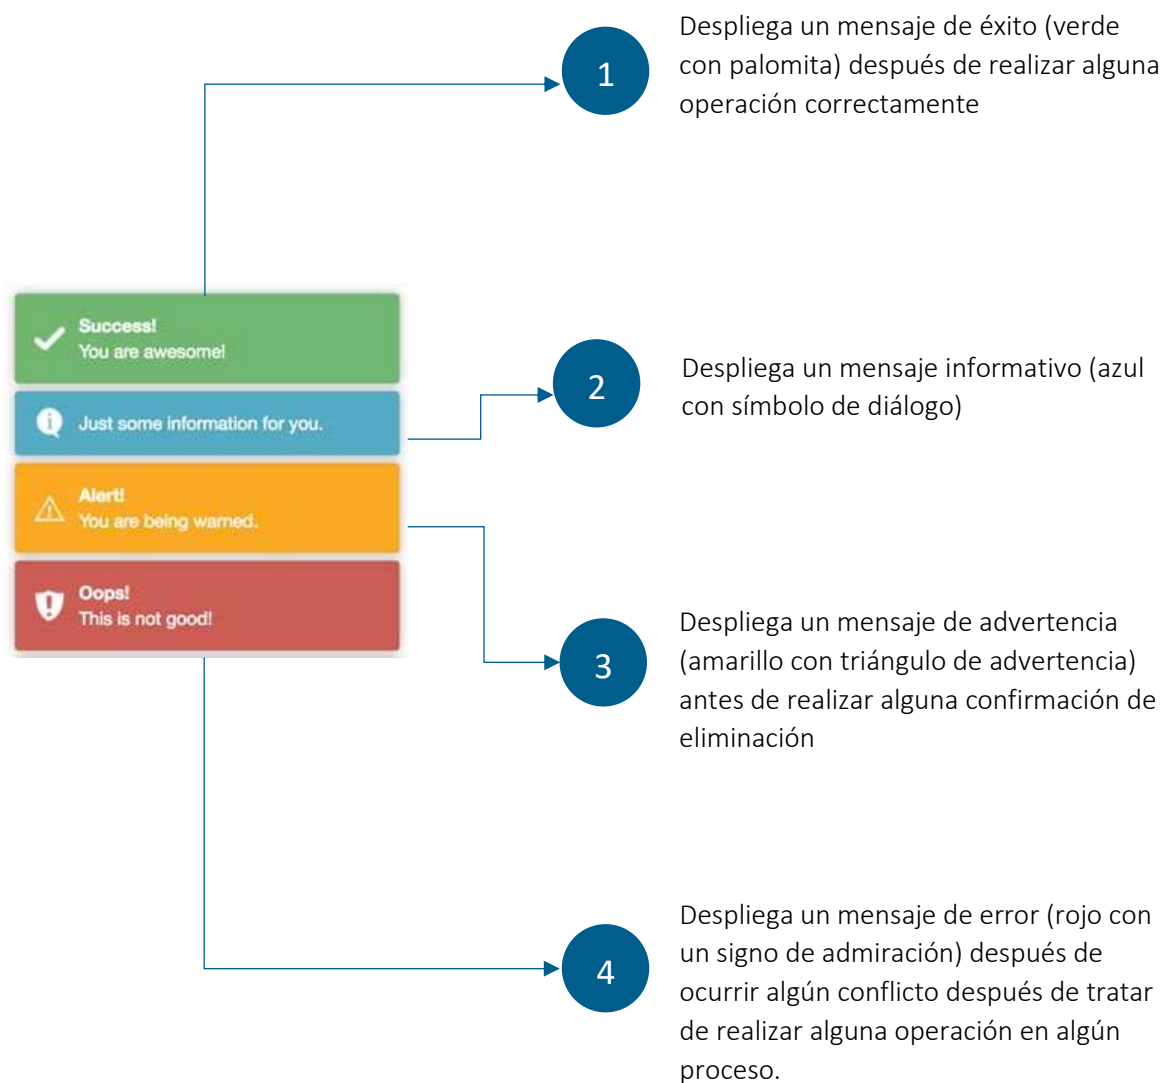 1
Despliega un mensaje de éxito (verde
con palomita) después de realizar alguna
operación correctamente
Success!
You are awesome!
Just some information for you.
Alert!
You are being warned.
Oops!
This is not good!
2
Despliega un mensaje informativo (azul
con símbolo de diálogo)
3
Despliega un mensaje de advertencia
(amarillo con triángulo de advertencia)
antes de realizar alguna confirmación de
eliminación
4
Despliega un mensaje de error (rojo con
un signo de admiración) después de
ocurrir algún conflicto después de tratar
de realizar alguna operación en algún
proceso.